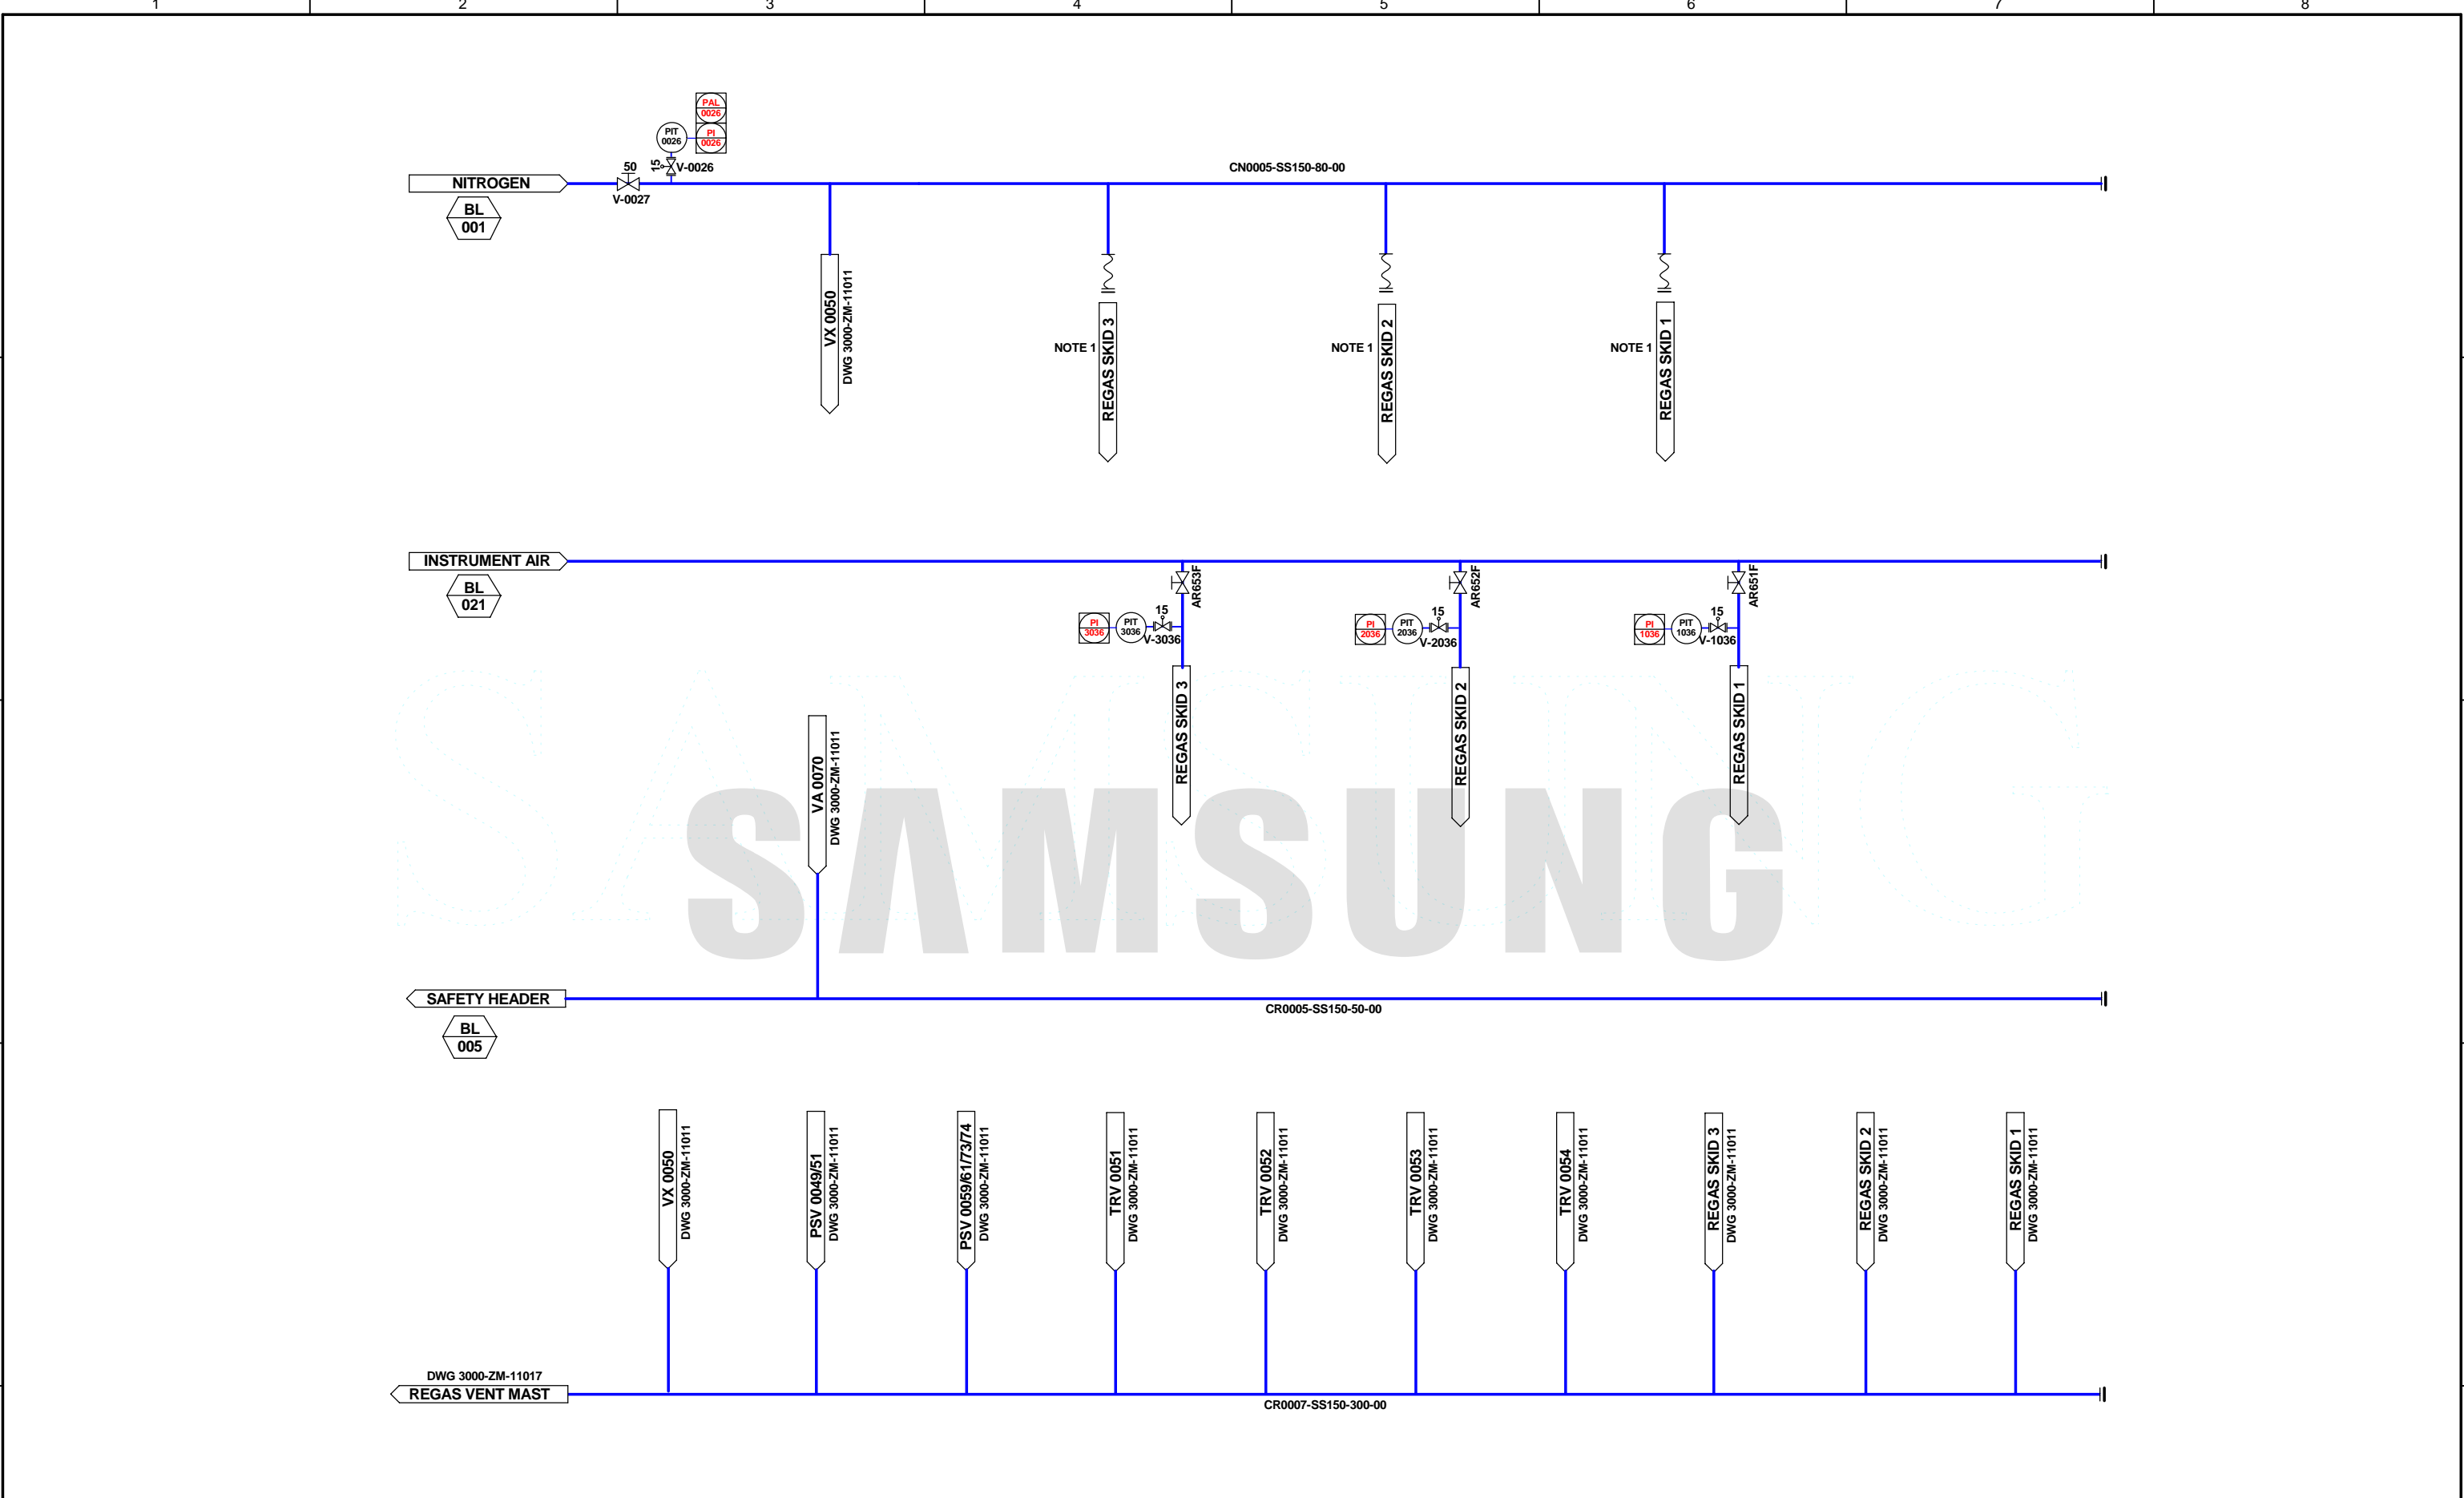 1 2 3 4 5 6 7 8
PAL
0026
PIT
0026
PI
0026
50
15
V-0026
V-0027
NITROGEN
BL
001
CN0005-SS150-80-00
VX 0050
DWG 3000-ZM-11011
NOTE 1
REGAS SKID 3
NOTE 1
REGAS SKID 2
NOTE 1
REGAS SKID 1
INSTRUMENT AIR
BL
021
AR653F
PI
3036
PIT
3036
15
V-3036
REGAS SKID 3
AR652F
PI
2036
PIT
2036
15
V-2036
REGAS SKID 2
AR651F
PI
1036
PIT
1036
15
V-1036
REGAS SKID 1
SAMSUNG
SAMSUNG
VA 0070
DWG 3000-ZM-11011
SAFETY HEADER
BL
005
CR0005-SS150-50-00
VX 0050
DWG 3000-ZM-11011
PSV 0049/51
DWG 3000-ZM-11011
PSV 0059/61/73/74
DWG 3000-ZM-11011
TRV 0051
DWG 3000-ZM-11011
TRV 0052
DWG 3000-ZM-11011
TRV 0053
DWG 3000-ZM-11011
TRV 0054
DWG 3000-ZM-11011
REGAS SKID 3
DWG 3000-ZM-11011
REGAS SKID 2
DWG 3000-ZM-11011
REGAS SKID 1
DWG 3000-ZM-11011
DWG 3000-ZM-11017
REGAS VENT MAST
CR0007-SS150-300-00